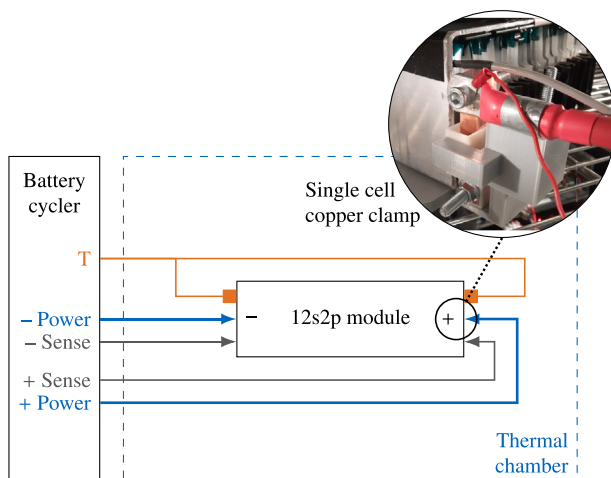 Battery
cycler
Single cell
copper clamp
T
− Power
− Sense
+ Sense
+ Power
−
12s2p module
+
Thermal
chamber